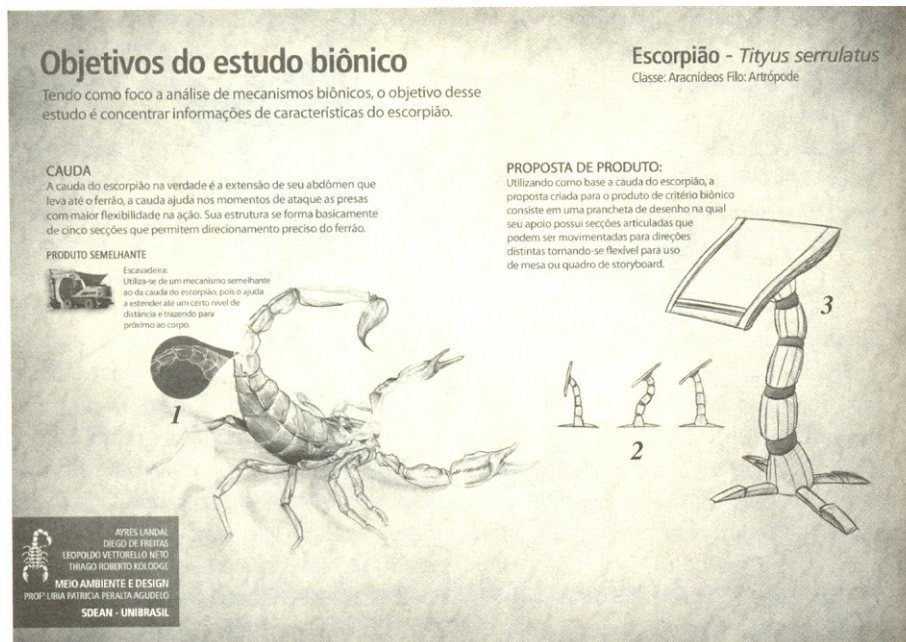 Objetivos do estudo biônico
Tendo como foco a análise de mecanismos biônicos, o objetivo desse
estudo é concentrar informações de características do escorpião.
Escorpião - Tityus serrulatus
Classe: Aracnídeos Filo: Artrópode
CAUDA
A cauda do escorpião na verdade é a extensão de seu abdômen que
leva até o ferrão, a cauda ajuda nos momentos de ataque as presas
com maior flexibilidade na ação. Sua estrutura se forma basicamente
de cinco secções que permitem direcionamento preciso do ferrão.
PRODUTO SEMELHANTE
Escavadeira:
Utiliza-se de um mecanismo semelhante
ao da cauda do escorpião, pois o ajuda
a estender até um certo nivel de
distância e trazendo para
próximo ao corpo.
1
PROPOSTA DE PRODUTO:
Utilizando como base a cauda do escorpião, a
proposta criada para o produto de critério biônico
consiste em uma prancheta de desenho na qual
seu apoio possui secções articuladas que
podem ser movimentadas para direções
distintas tornando-se flexível para uso
de mesa ou quadro de storyboard.
2
3
AYRES LANDAL
DIEGO DE FREITAS
LEOPOLDO VETTORELLO NETO
THIAGO ROBERTO KOLODGE
MEIO AMBIENTE E DESIGN
PROFª LIBIA PATRICIA PERALTA AGUDELO
5DEAN - UNIBRASIL